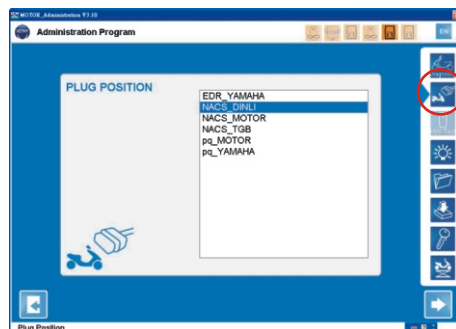 MOTOR_Administration V3.10
Administration Program
EN
PLUG POSITION
EDR_YAMAHA
NACS_DINLI
NACS_MOTOR
NACS_TGB
pq_MOTOR
pq_YAMAHA
Plug Position